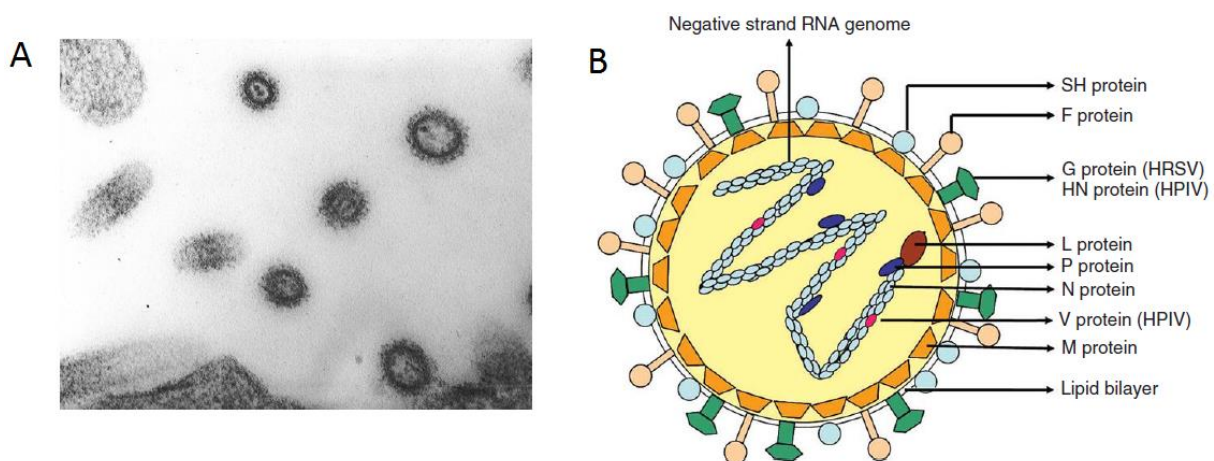 A
B
Negative strand RNA genome
SH protein
F protein
G protein (HRSV)
HN protein (HPIV)
L protein
P protein
N protein
V protein (HPIV)
M protein
Lipid bilayer